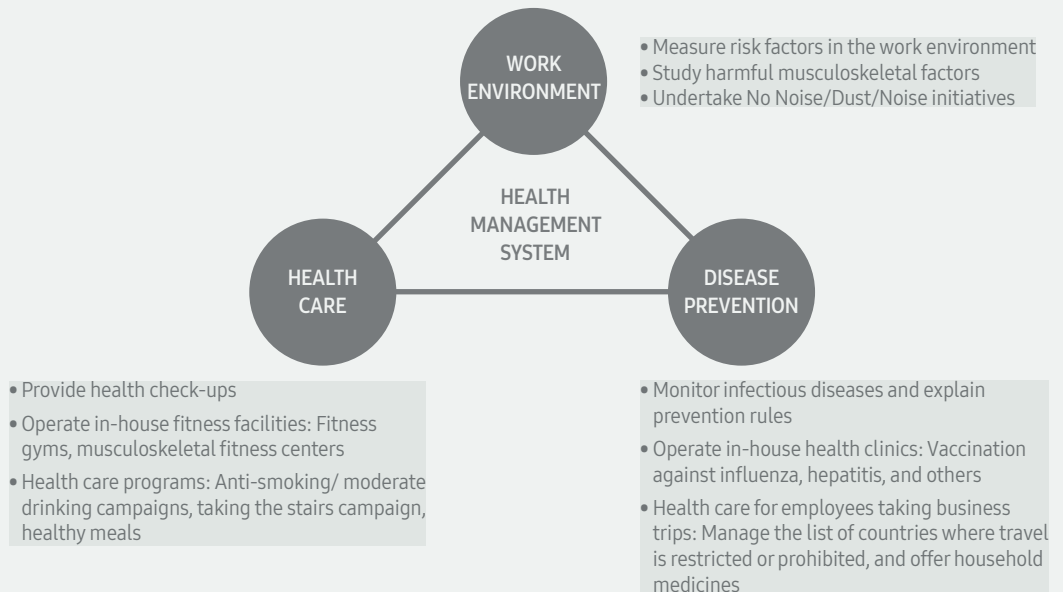 WORK
ENVIRONMENT
• Measure risk factors in the work environment
• Study harmful musculoskeletal factors
• Undertake No Noise/Dust/Noise initiatives
HEALTH
MANAGEMENT
SYSTEM
HEALTH
CARE
DISEASE
PREVENTION
• Provide health check-ups
• Operate in-house fitness facilities: Fitness
gyms, musculoskeletal fitness centers
• Health care programs: Anti-smoking/ moderate
drinking campaigns, taking the stairs campaign,
healthy meals
• Monitor infectious diseases and explain
prevention rules
• Operate in-house health clinics: Vaccination
against influenza, hepatitis, and others
• Health care for employees taking business
trips: Manage the list of countries where travel
is restricted or prohibited, and offer household
medicines